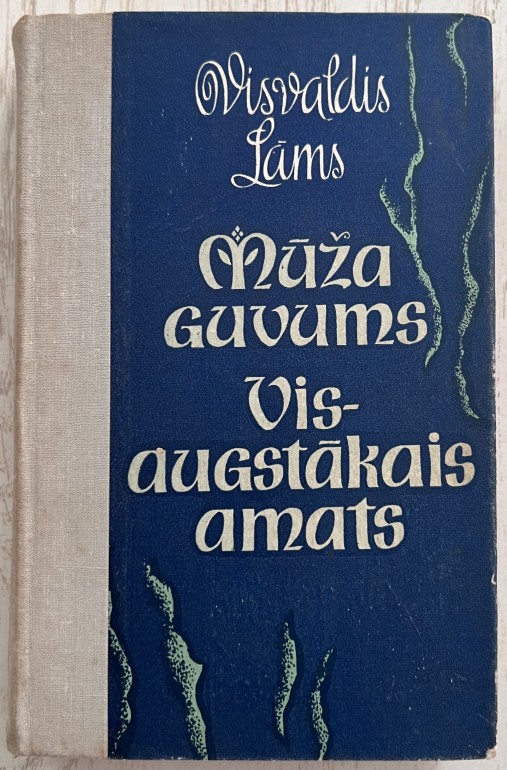 Visvaldis
Lāms
Mūža
guvums
Vis-
augstākais
amats